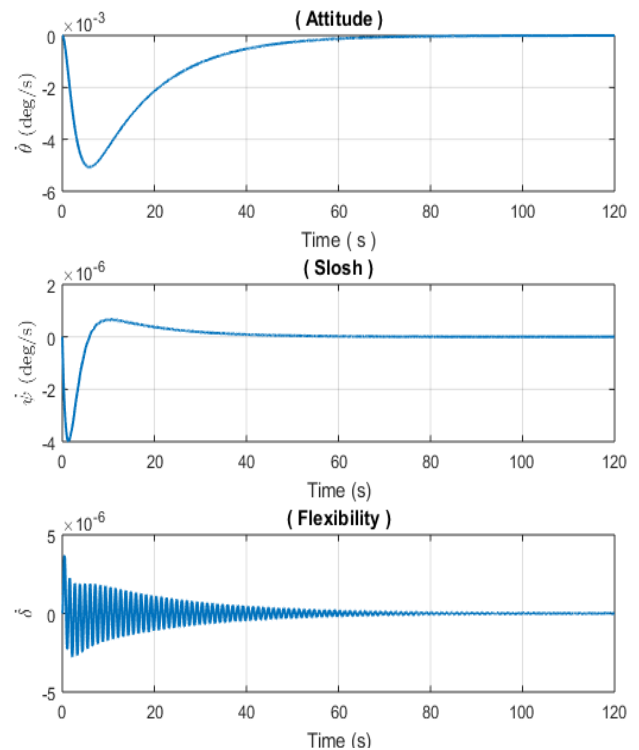 ( Attitude )
×10⁻³
0
-2
-4
-6
θ̇ (deg/s)
0 20 40 60 80 100 120
Time ( s )
( Slosh )
×10⁻⁶
2
0
-2
-4
ψ̇ (deg/s)
0 20 40 60 80 100 120
Time (s)
( Flexibility )
×10⁻⁶
5
0
-5
δ̇
0 20 40 60 80 100 120
Time (s)